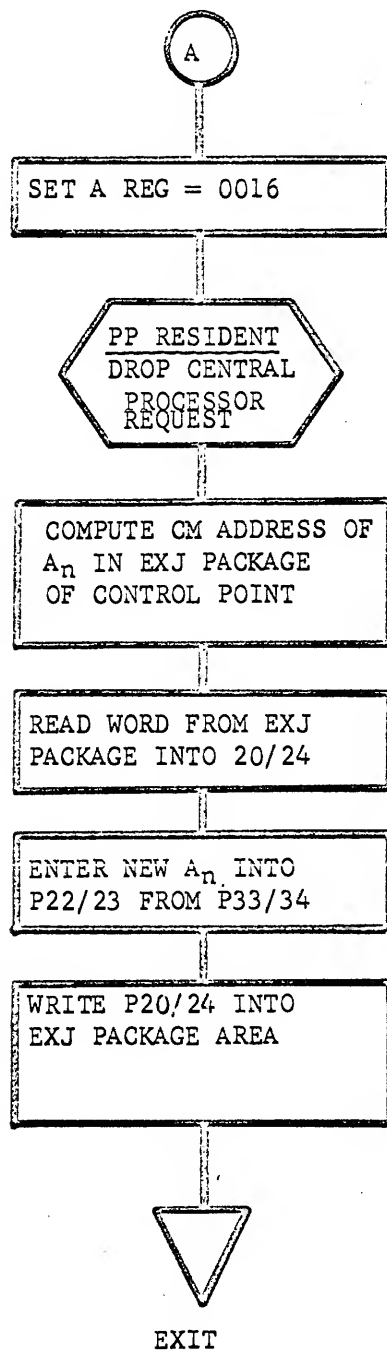 A
SET A REG = 0016
PP RESIDENT
DROP CENTRAL
PROCESSOR
REQUEST
COMPUTE CM ADDRESS OF
An IN EXJ PACKAGE
OF CONTROL POINT
READ WORD FROM EXJ
PACKAGE INTO 20/24
ENTER NEW An. INTO
P22/23 FROM P33/34
WRITE P20/24 INTO
EXJ PACKAGE AREA
EXIT